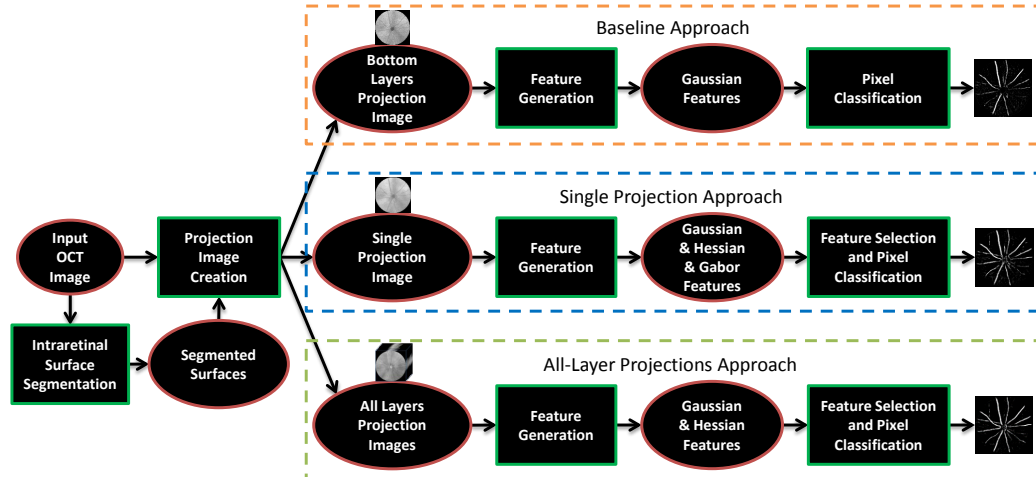 Baseline Approach
Bottom
Layers
Projection
Image
Feature
Generation
Gaussian
Features
Pixel
Classification
Single Projection Approach
Input
OCT
Image
Projection
Image
Creation
Single
Projection
Image
Feature
Generation
Gaussian
& Hessian
& Gabor
Features
Feature Selection
and Pixel
Classification
Intraretinal
Surface
Segmentation
Segmented
Surfaces
All-Layer Projections Approach
All Layers
Projection
Images
Feature
Generation
Gaussian
& Hessian
Features
Feature Selection
and Pixel
Classification